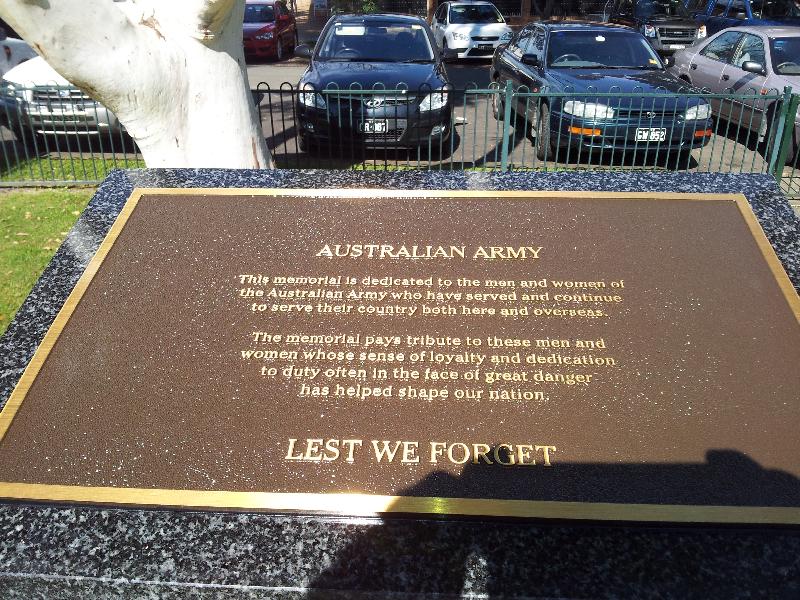 AUSTRALIAN ARMY
This memorial is dedicated to the men and women of
the Australian Army who have served and continue
to serve their country both here and overseas.
The memorial pays tribute to these men and
women whose sense of loyalty and dedication
to duty often in the face of great danger
has helped shape our nation.
LEST WE FORGET